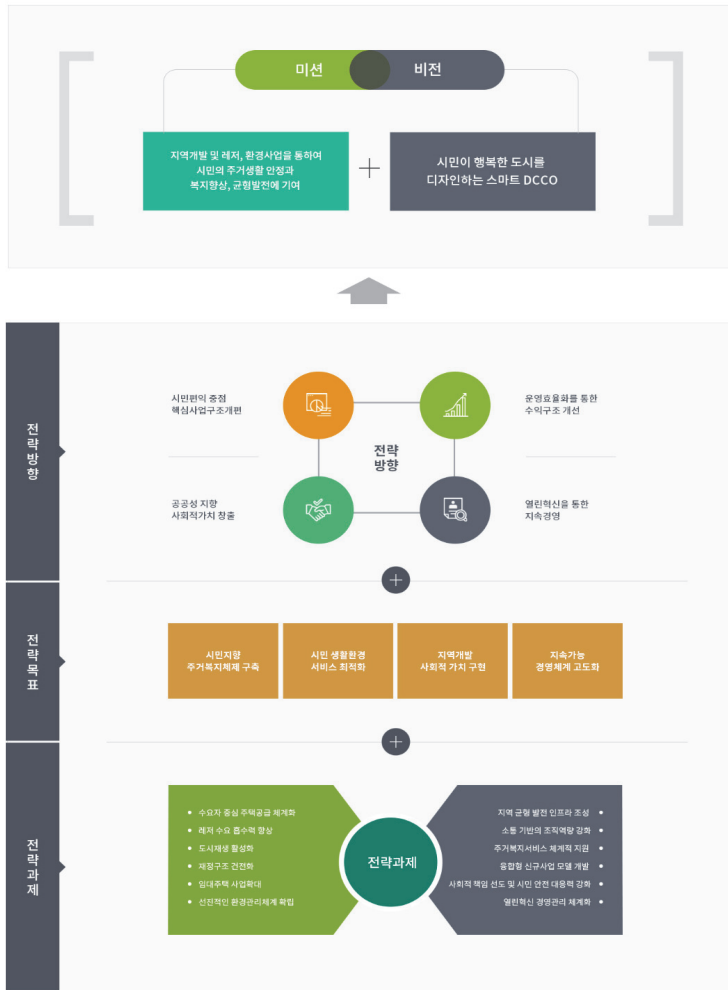 미션
비전
지역개발 및 레저, 환경사업을 통하여
시민의 주거생활 안정과
복지향상, 균형발전에 기여
시민이 행복한 도시를
디자인하는 스마트 DCCO
전략방향
시민편의 중점
핵심사업구조개편
운영효율화를 통한
수익구조 개선
전략
방향
공공성 지향
사회적가치 창출
열린혁신을 통한
지속경영
전략목표
시민지향
주거복지체제 구축
시민 생활환경
서비스 최적화
지역개발
사회적 가치 구현
지속가능
경영체계 고도화
전략과제
• 수요자 중심 주택공급 체계화
• 레저 수요 흡수력 향상
• 도시재생 활성화
• 재정구조 건전화
• 임대주택 사업확대
• 선진적인 환경관리체계 확립
전략과제
지역 균형 발전 인프라 조성 •
소통 기반의 조직역량 강화 •
주거복지서비스 체계적 지원 •
융합형 신규사업 모델 개발 •
사회적 책임 선도 및 시민 안전 대응력 강화 •
열린혁신 경영관리 체계화 •